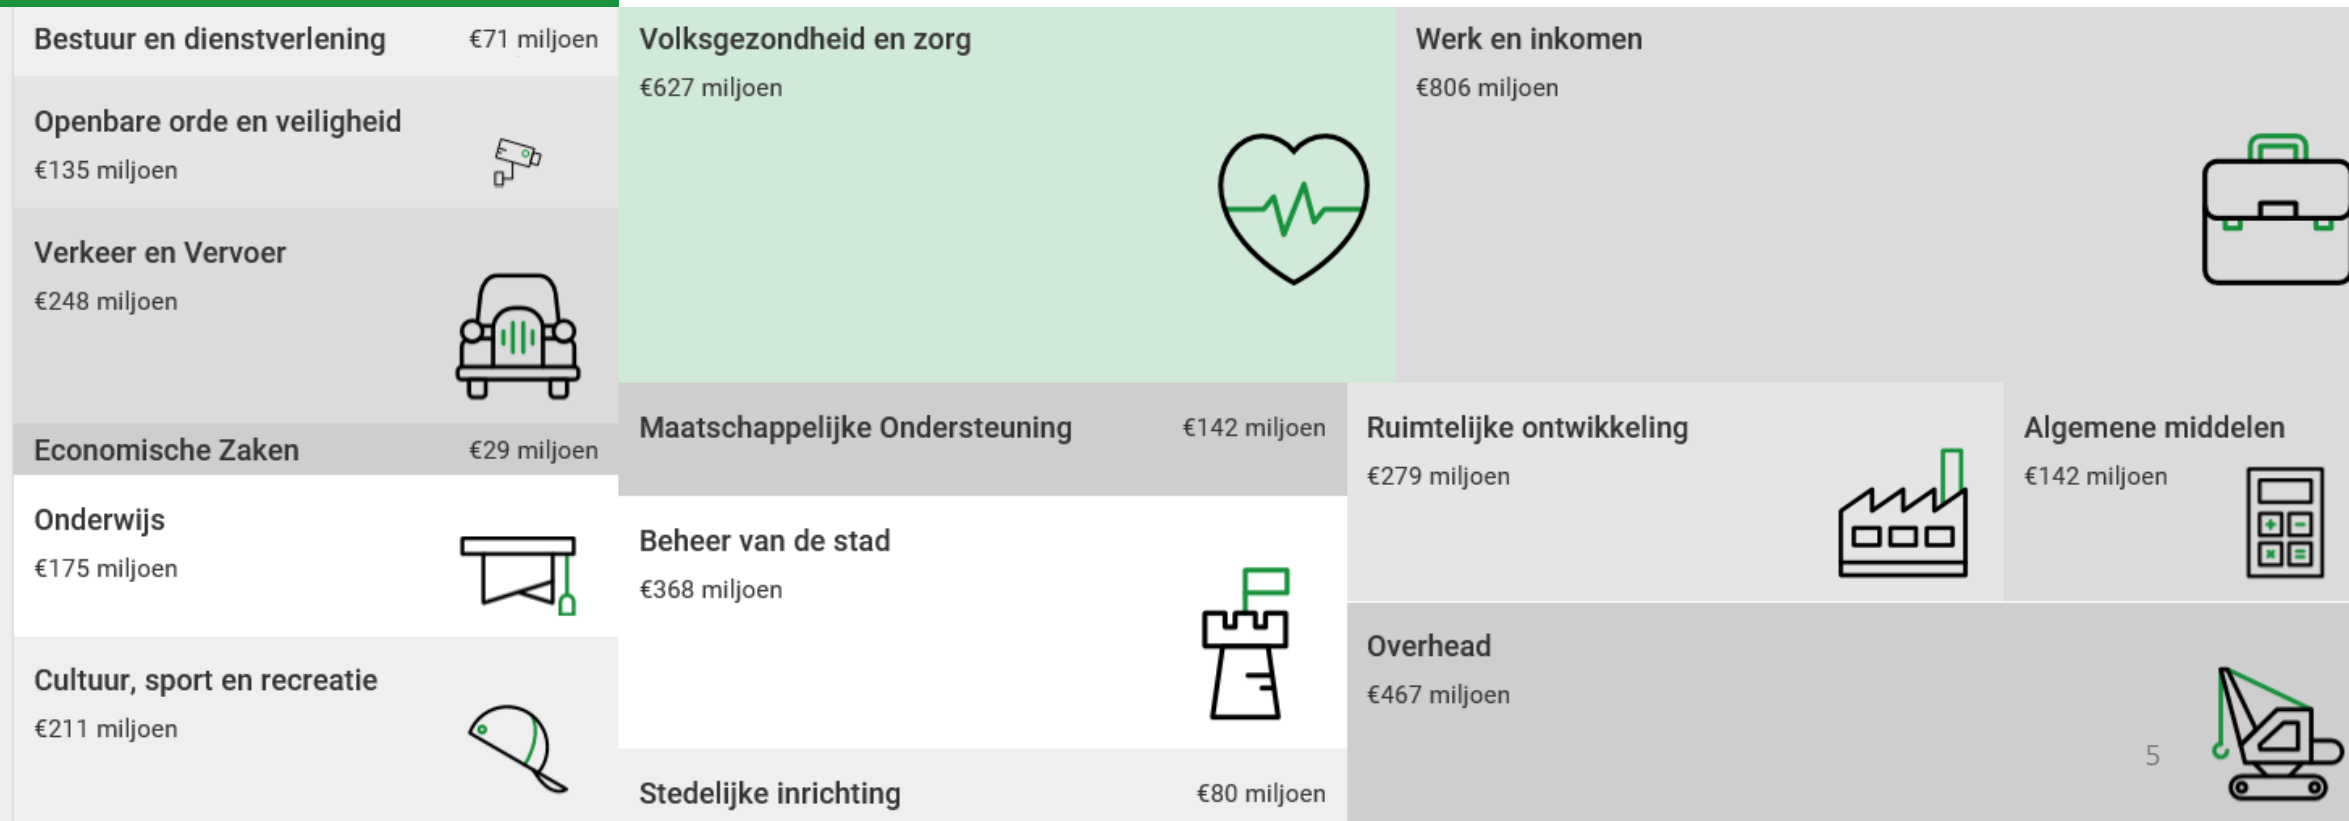 Bestuur en dienstverlening €71 miljoen
Openbare orde en veiligheid
€135 miljoen
Verkeer en Vervoer
€248 miljoen
Economische Zaken €29 miljoen
Onderwijs
€175 miljoen
Cultuur, sport en recreatie
€211 miljoen
Volksgezondheid en zorg
€627 miljoen
Werk en inkomen
€806 miljoen
Maatschappelijke Ondersteuning €142 miljoen
Beheer van de stad
€368 miljoen
Stedelijke inrichting €80 miljoen
Ruimtelijke ontwikkeling
€279 miljoen
Algemene middelen
€142 miljoen
Overhead
€467 miljoen
5